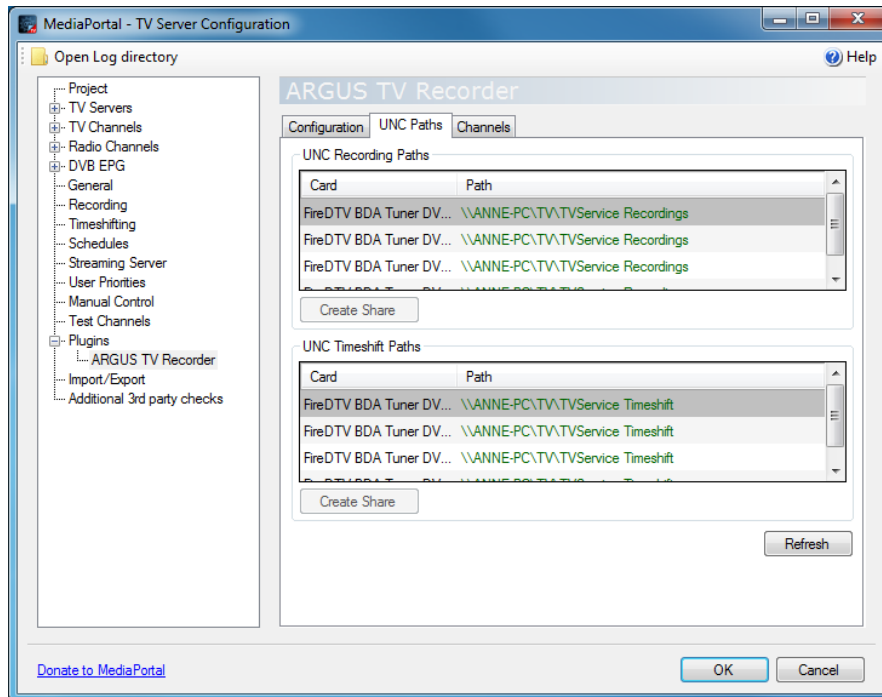 MediaPortal - TV Server Configuration
Open Log directory
Help
Project
TV Servers
TV Channels
Radio Channels
DVB EPG
General
Recording
Timeshifting
Schedules
Streaming Server
User Priorities
Manual Control
Test Channels
Plugins
ARGUS TV Recorder
Import/Export
Additional 3rd party checks
ARGUS TV Recorder
Configuration UNC Paths Channels
UNC Recording Paths
Card Path
FireDTV BDA Tuner DV... \\ANNE-PC\TV\TVService Recordings
FireDTV BDA Tuner DV... \\ANNE-PC\TV\TVService Recordings
FireDTV BDA Tuner DV... \\ANNE-PC\TV\TVService Recordings
Create Share
UNC Timeshift Paths
Card Path
FireDTV BDA Tuner DV... \\ANNE-PC\TV\TVService Timeshift
FireDTV BDA Tuner DV... \\ANNE-PC\TV\TVService Timeshift
FireDTV BDA Tuner DV... \\ANNE-PC\TV\TVService Timeshift
Create Share
Refresh
Donate to MediaPortal
OK Cancel